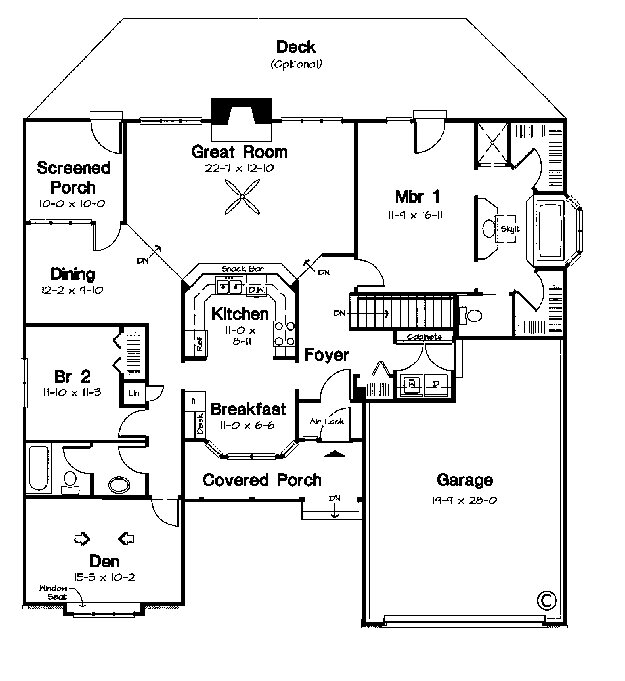 Deck
(Optional)
Great Room
22-7 x 12-10
Screened
Porch
10-0 x 10-0
Mbr 1
11-9 x 16-11
Skylt
DN
DN
Dining
12-2 x 9-10
Snack Bar
D.W.
Kitchen
11-0 x
8-11
Ref
DN
Foyer
Cabinets
Br 2
11-10 x 11-3
Lin
Breakfast
11-0 x 6-6
Desk
Air Lock
D
Covered Porch
DN
Garage
19-9 x 28-0
Den
15-5 x 10-2
Window
Seat
©